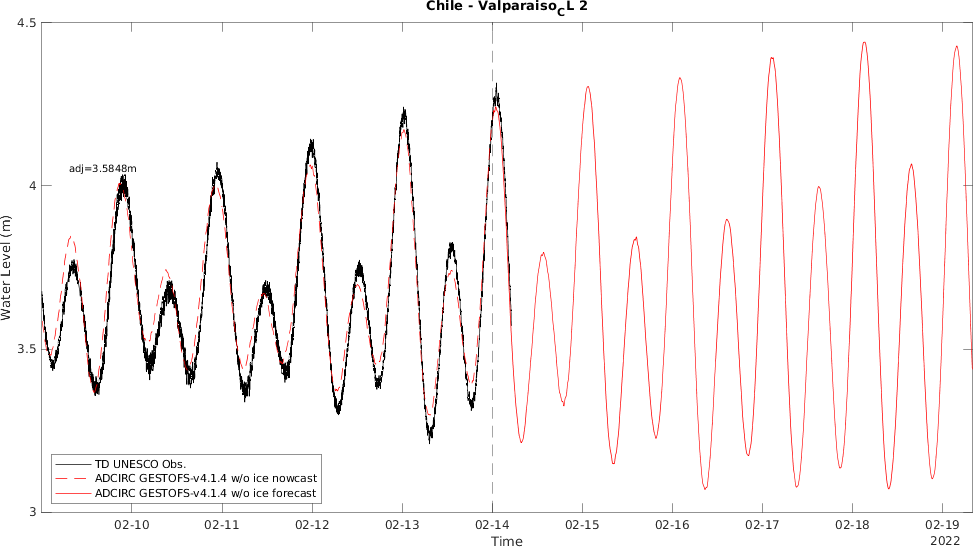 Chile - Valparaiso_CL 2
4.5
4
3.5
3
Water Level (m)
adj=3.5848m
TD UNESCO Obs.
ADCIRC GESTOFS-v4.1.4 w/o ice nowcast
ADCIRC GESTOFS-v4.1.4 w/o ice forecast
02-10 02-11 02-12 02-13 02-14 02-15 02-16 02-17 02-18 02-19
Time
2022